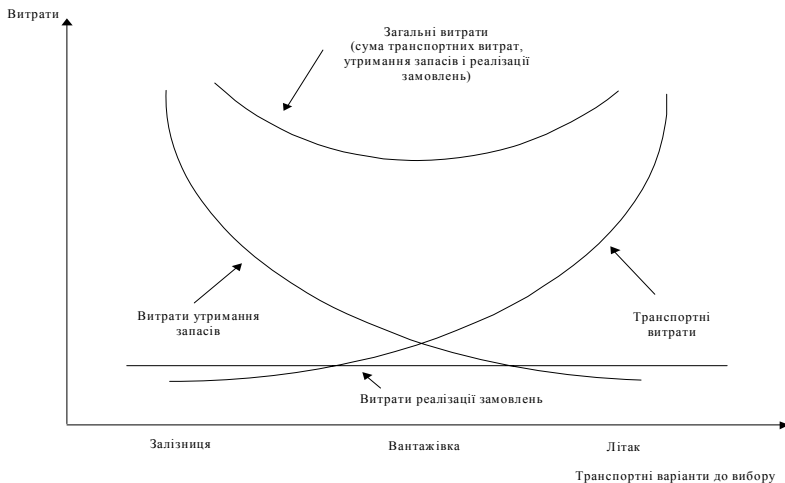 Витрати
Загальні витрати
(сума транспортних витрат,
утримання запасів і реалізації
замовлень)
Витрати утримання
запасів
Транспортні
витрати
Витрати реалізації замовлень
Залізниця
Вантажівка
Літак
Транспортні варіанти до вибору